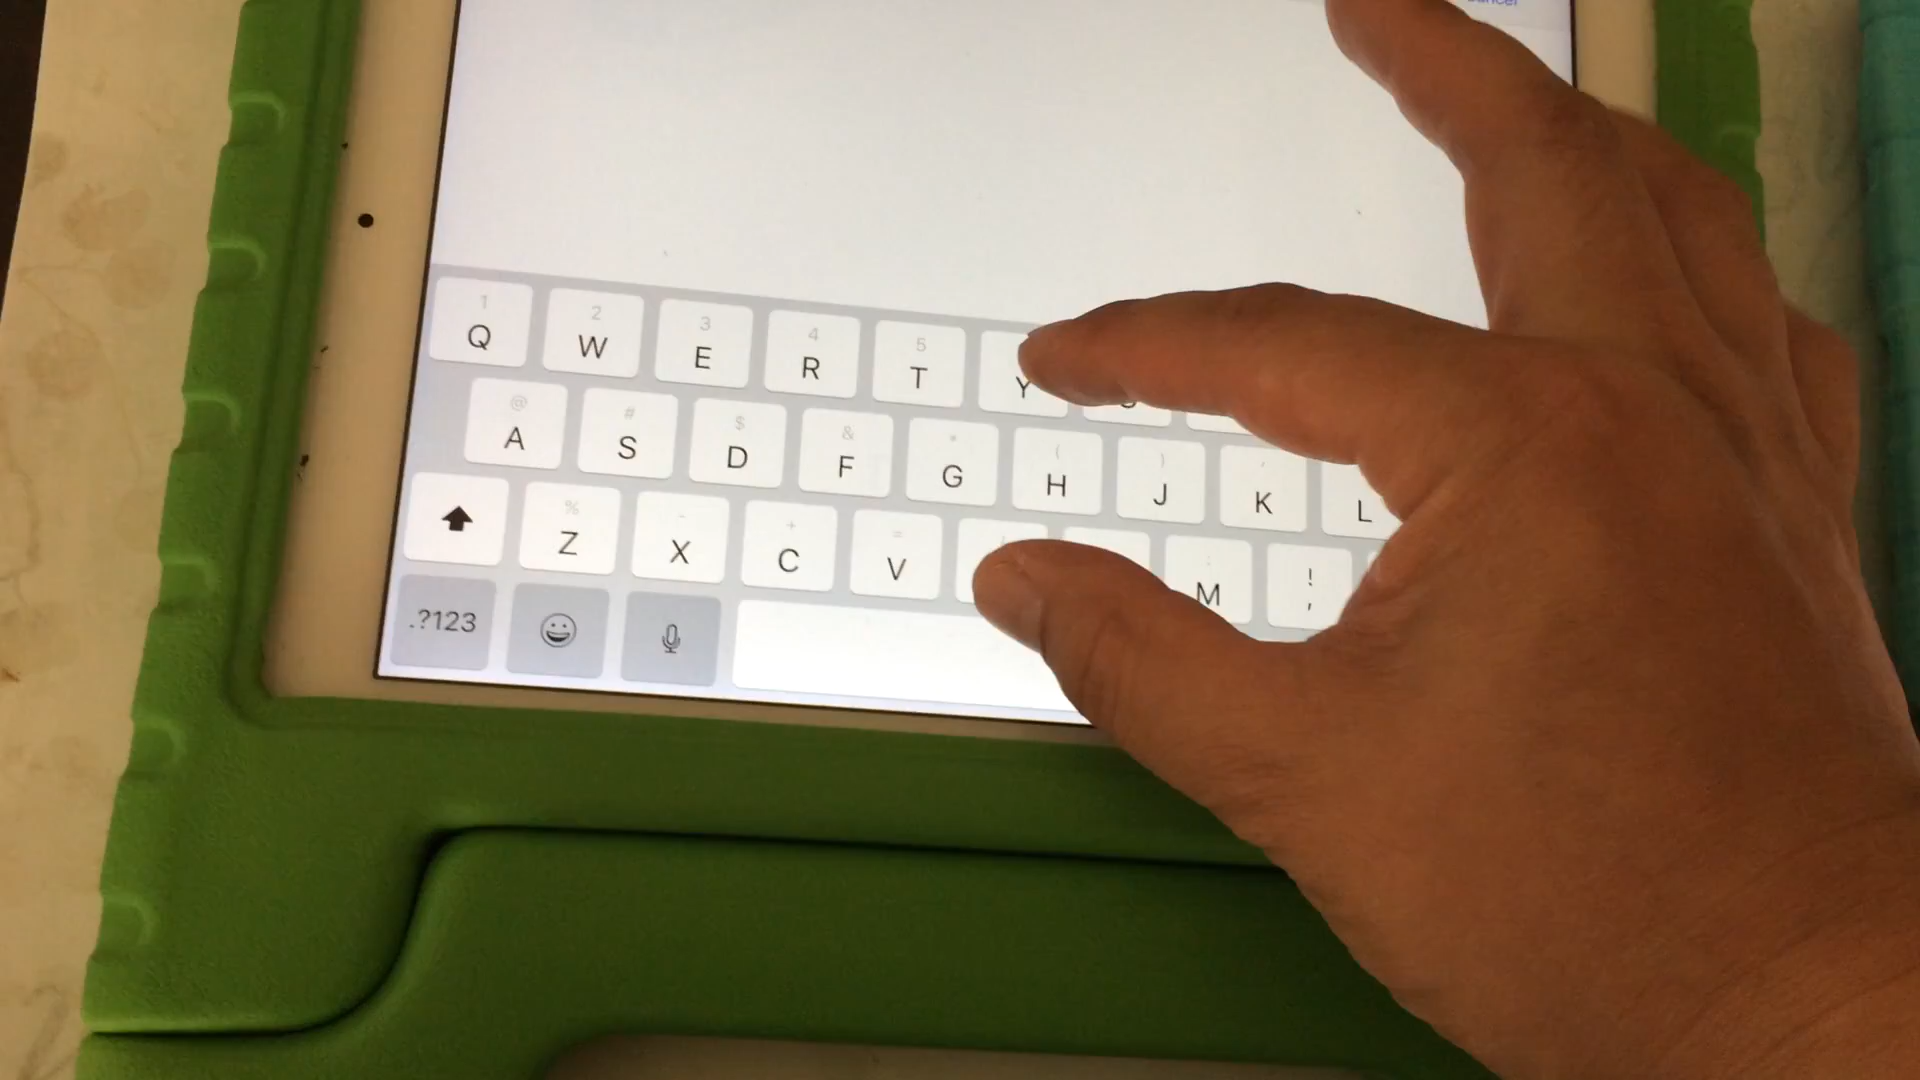 1 2 3 4 5
Q W E R T Y
@ # $ & * ( ) '
A S D F G H J K L
% - + = ; !
Z X C V M ,
.?123